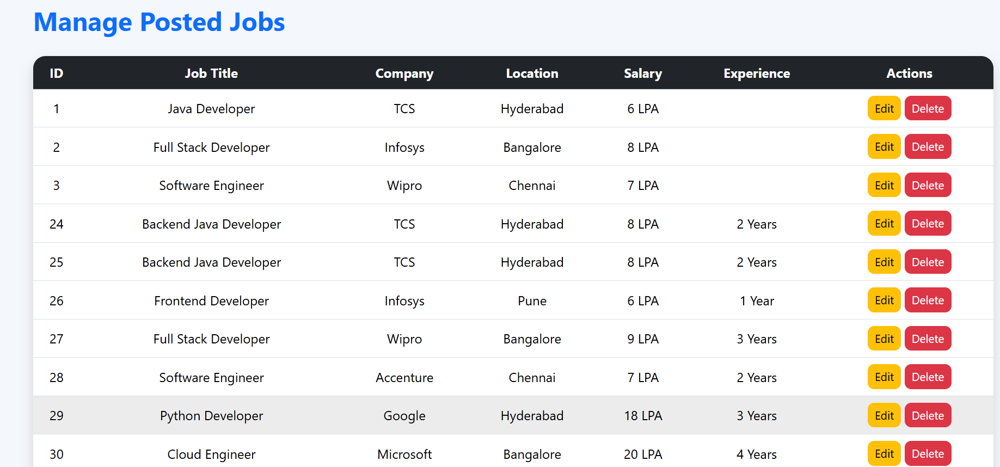 Manage Posted Jobs
ID Job Title Company Location Salary Experience Actions
1 Java Developer TCS Hyderabad 6 LPA Edit Delete
2 Full Stack Developer Infosys Bangalore 8 LPA Edit Delete
3 Software Engineer Wipro Chennai 7 LPA Edit Delete
24 Backend Java Developer TCS Hyderabad 8 LPA 2 Years Edit Delete
25 Backend Java Developer TCS Hyderabad 8 LPA 2 Years Edit Delete
26 Frontend Developer Infosys Pune 6 LPA 1 Year Edit Delete
27 Full Stack Developer Wipro Bangalore 9 LPA 3 Years Edit Delete
28 Software Engineer Accenture Chennai 7 LPA 2 Years Edit Delete
29 Python Developer Google Hyderabad 18 LPA 3 Years Edit Delete
30 Cloud Engineer Microsoft Bangalore 20 LPA 4 Years Edit Delete